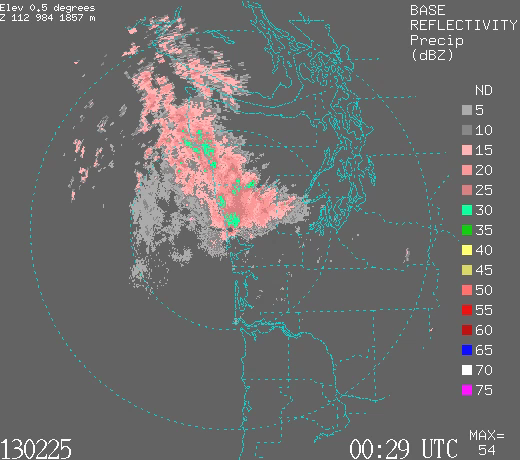 Elev 0.5 degrees
Z 112 984 1857 m
BASE
REFLECTIVITY
Precip
(dBZ)
ND
5
10
15
20
25
30
35
40
45
50
55
60
65
70
75
MAX=
54
130225
00:29 UTC